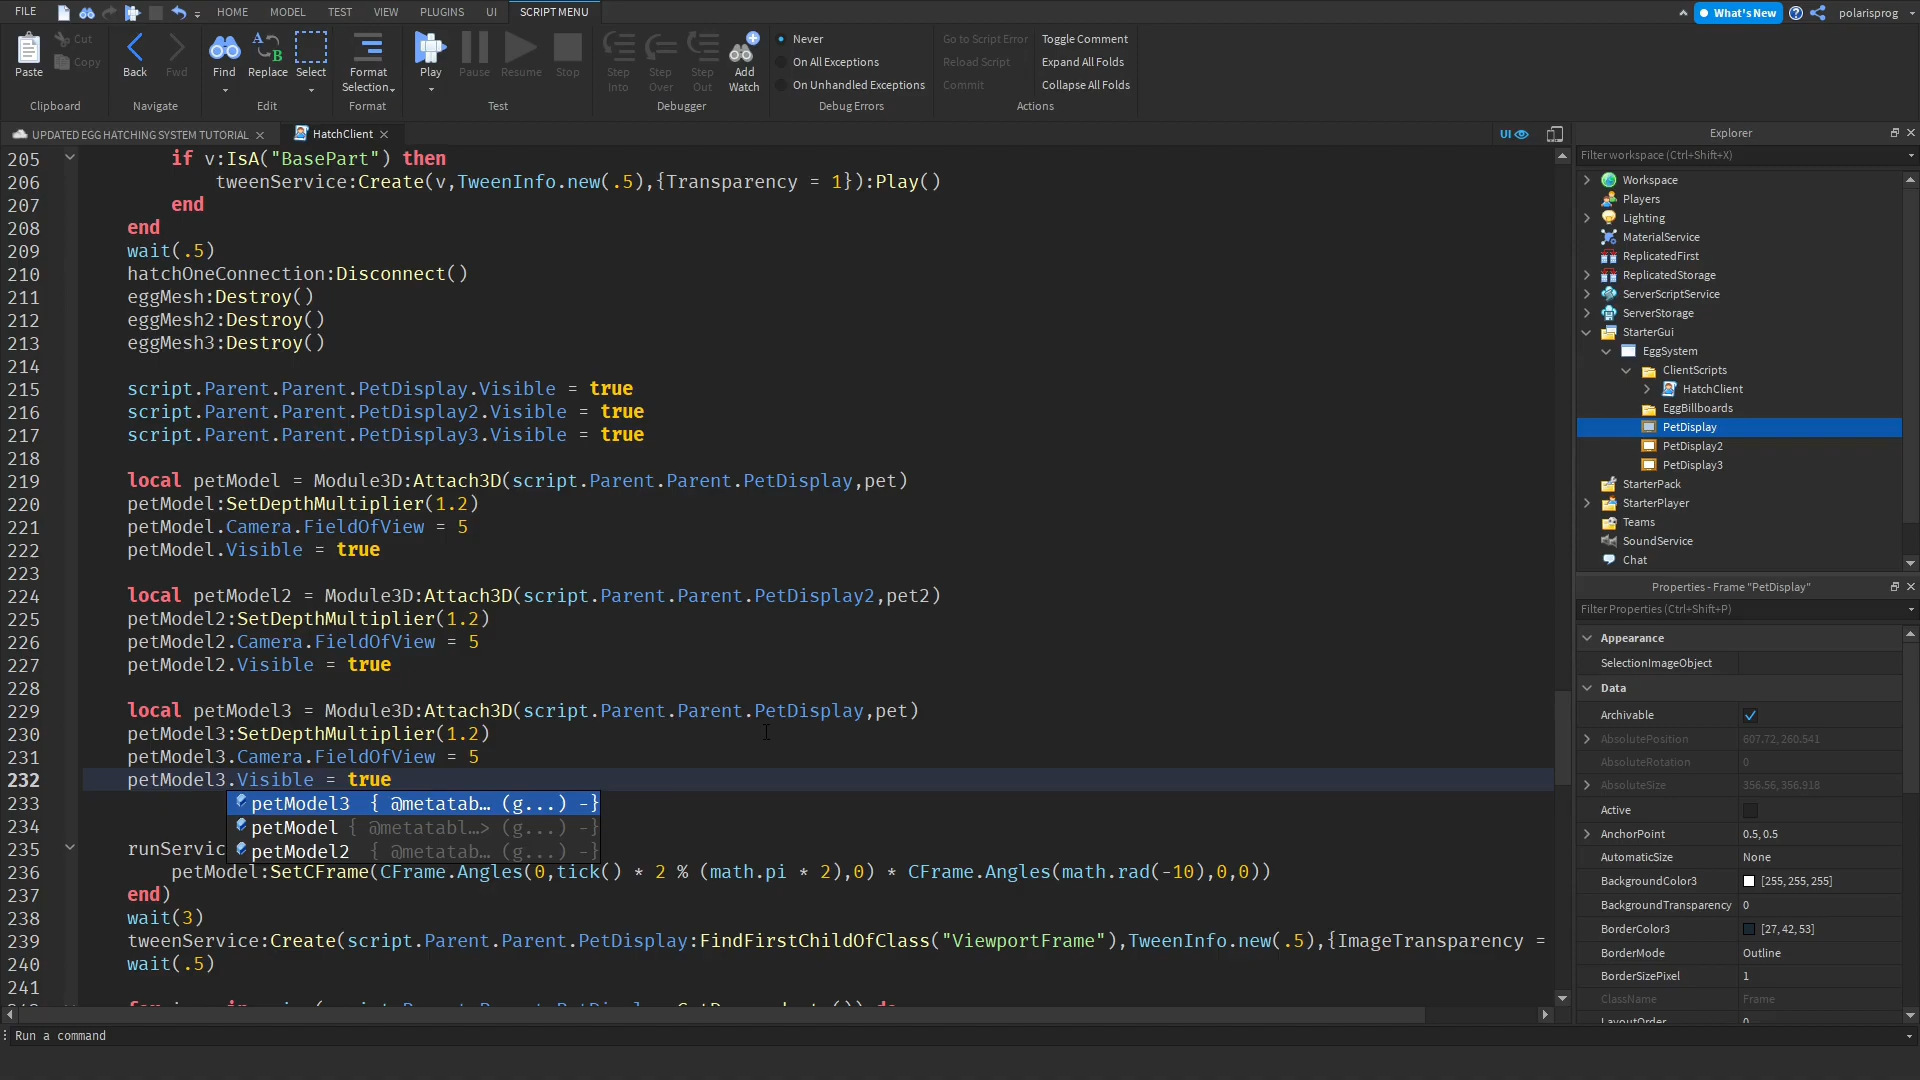 FILE
HOME
MODEL
TEST
VIEW
PLUGINS
UI
SCRIPT MENU
What's New
polarisprog
Paste
Cut
Copy
Clipboard
Back
Fwd
Navigate
Find
Replace
Select
Edit
Format
Selection
Format
Play
Pause
Resume
Stop
Test
Step
Into
Step
Over
Step
Out
Add
Watch
Debugger
Never
On All Exceptions
On Unhandled Exceptions
Debug Errors
Go to Script Error
Reload Script
Commit
Toggle Comment
Expand All Folds
Collapse All Folds
Actions
UPDATED EGG HATCHING SYSTEM TUTORIAL
HatchClient
UI
205 if v:IsA("BasePart") then
206 tweenService:Create(v,TweenInfo.new(.5),{Transparency = 1}):Play()
207 end
208 end
209 wait(.5)
210 hatchOneConnection:Disconnect()
211 eggMesh:Destroy()
212 eggMesh2:Destroy()
213 eggMesh3:Destroy()
214
215 script.Parent.Parent.PetDisplay.Visible = true
216 script.Parent.Parent.PetDisplay2.Visible = true
217 script.Parent.Parent.PetDisplay3.Visible = true
218
219 local petModel = Module3D:Attach3D(script.Parent.Parent.PetDisplay,pet)
220 petModel:SetDepthMultiplier(1.2)
221 petModel.Camera.FieldOfView = 5
222 petModel.Visible = true
223
224 local petModel2 = Module3D:Attach3D(script.Parent.Parent.PetDisplay2,pet2)
225 petModel2:SetDepthMultiplier(1.2)
226 petModel2.Camera.FieldOfView = 5
227 petModel2.Visible = true
228
229 local petModel3 = Module3D:Attach3D(script.Parent.Parent.PetDisplay,pet)
230 petModel3:SetDepthMultiplier(1.2)
231 petModel3.Camera.FieldOfView = 5
232 petModel3.Visible = true
233 petModel3 { @metatab… (g...) -}
234 petModel { @metatabl…> (g...) -}
235 runServic petModel2 { @metatab… (g...) -}
236 petModel:SetCFrame(CFrame.Angles(0,tick() * 2 % (math.pi * 2),0) * CFrame.Angles(math.rad(-10),0,0))
237 end)
238 wait(3)
239 tweenService:Create(script.Parent.Parent.PetDisplay:FindFirstChildOfClass("ViewportFrame"),TweenInfo.new(.5),{ImageTransparency =
240 wait(.5)
241
Run a command
Explorer
Filter workspace (Ctrl+Shift+X)
Workspace
Players
Lighting
MaterialService
ReplicatedFirst
ReplicatedStorage
ServerScriptService
ServerStorage
StarterGui
EggSystem
ClientScripts
HatchClient
EggBillboards
PetDisplay
PetDisplay2
PetDisplay3
StarterPack
StarterPlayer
Teams
SoundService
Chat
Properties - Frame "PetDisplay"
Filter Properties (Ctrl+Shift+P)
Appearance
SelectionImageObject
Data
Archivable
AbsolutePosition 607.72, 260.541
AbsoluteRotation 0
AbsoluteSize 356.56, 356.918
Active
AnchorPoint 0.5, 0.5
AutomaticSize None
BackgroundColor3 [255, 255, 255]
BackgroundTransparency 0
BorderColor3 [27, 42, 53]
BorderMode Outline
BorderSizePixel 1
ClassName Frame
LayoutOrder 0